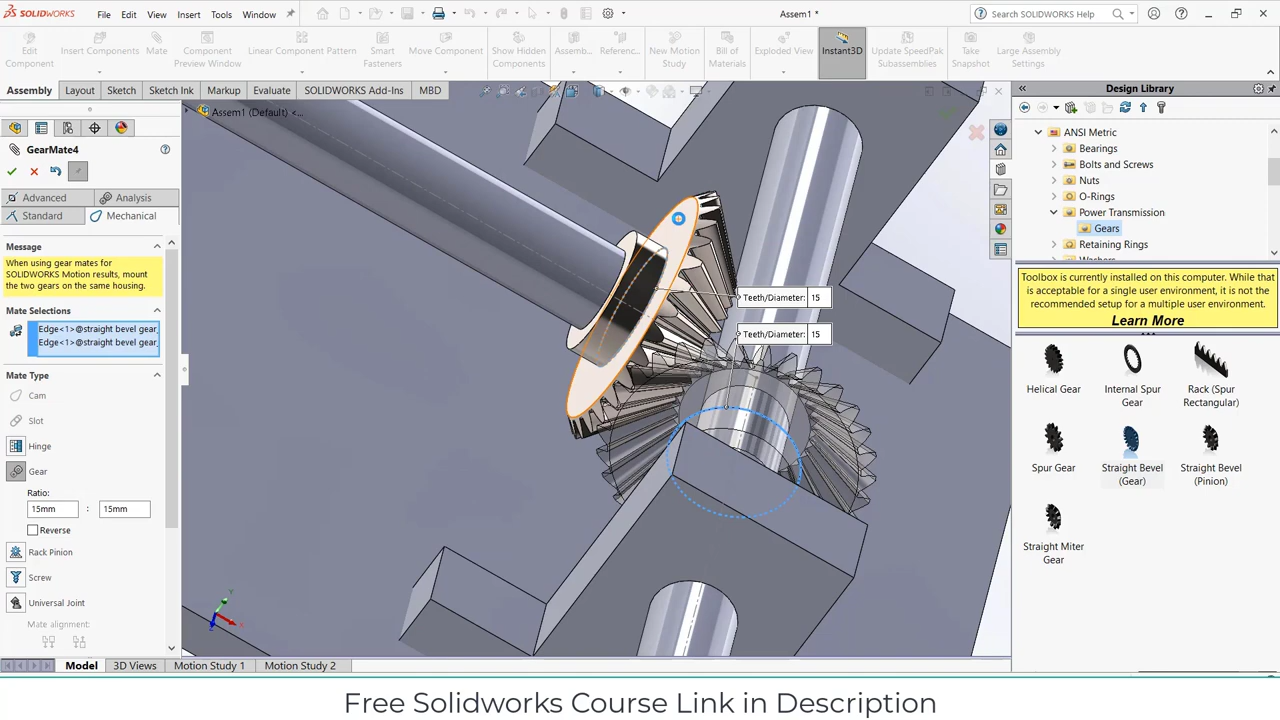 SOLIDWORKS
File Edit View Insert Tools Window
Assem1 *
Search SOLIDWORKS Help
Edit Component
Insert Components
Mate
Component Preview Window
Linear Component Pattern
Smart Fasteners
Move Component
Show Hidden Components
Assemb...
Referenc...
New Motion Study
Bill of Materials
Exploded View
Instant3D
Update SpeedPak Subassemblies
Take Snapshot
Large Assembly Settings
Assembly Layout Sketch Sketch Ink Markup Evaluate SOLIDWORKS Add-Ins MBD
Assem1 (Default) <...
GearMate4
Advanced Analysis
Standard Mechanical
Message
When using gear mates for
SOLIDWORKS Motion results, mount
the two gears on the same housing.
Mate Selections
Edge<1>@straight bevel gear_
Edge<1>@straight bevel gear_
Mate Type
Cam
Slot
Hinge
Gear
Ratio:
15mm : 15mm
Reverse
Rack Pinion
Screw
Universal Joint
Mate alignment:
Teeth/Diameter: 15
Teeth/Diameter: 15
Y
X
Z
Design Library
ANSI Metric
Bearings
Bolts and Screws
Nuts
O-Rings
Power Transmission
Gears
Retaining Rings
Toolbox is currently installed on this computer. While that
is acceptable for a single user environment, it is not the
recommended setup for a multiple user environment.
Learn More
Helical Gear
Internal Spur Gear
Rack (Spur Rectangular)
Spur Gear
Straight Bevel (Gear)
Straight Bevel (Pinion)
Straight Miter Gear
Model 3D Views Motion Study 1 Motion Study 2
Free Solidworks Course Link in Description